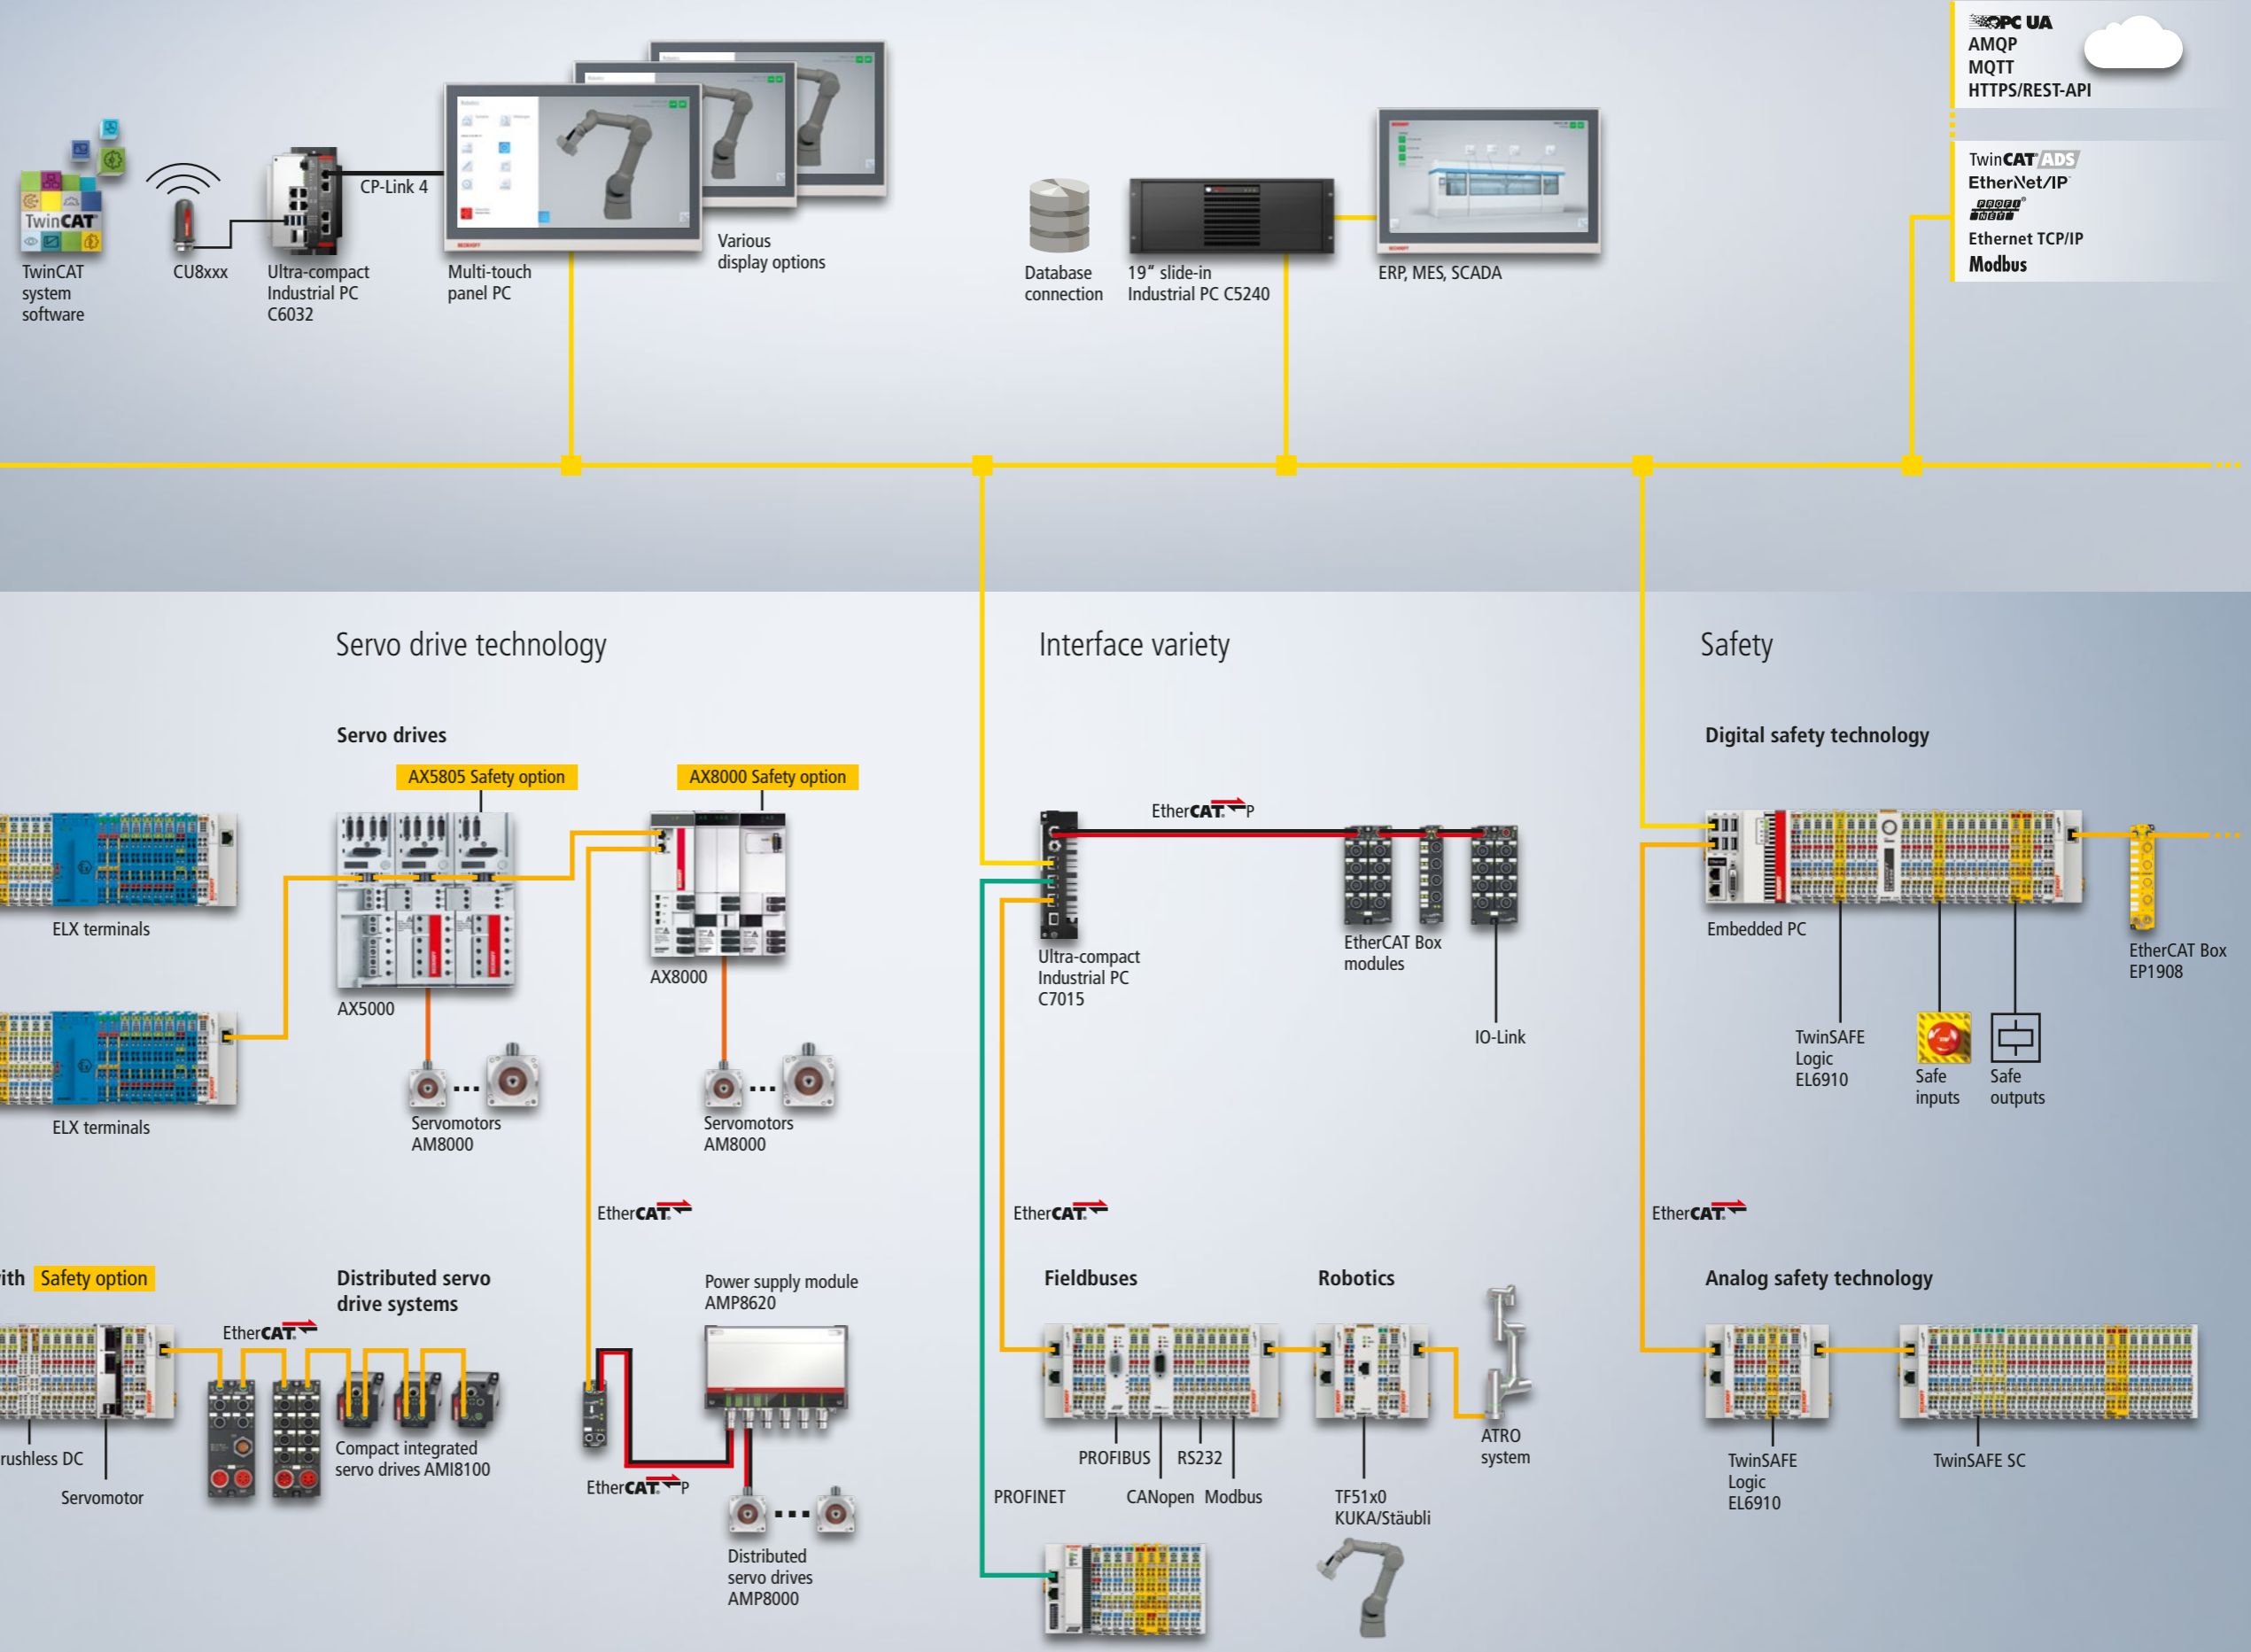 OPC UA
AMQP
MQTT
HTTPS/REST-API
TwinCAT ADS
EtherNet/IP
PROFI
NET
Ethernet TCP/IP
Modbus
TwinCAT
TwinCAT
system
software
CU8xxx
Ultra-compact
Industrial PC
C6032
CP-Link 4
Multi-touch
panel PC
Various
display options
Database
connection
19“ slide-in
Industrial PC C5240
ERP, MES, SCADA
Servo drive technology
Interface variety
Safety
Servo drives
AX5805 Safety option
AX8000 Safety option
Digital safety technology
ELX terminals
AX5000
AX8000
Servomotors
AM8000
Servomotors
AM8000
ELX terminals
EtherCAT P
Ultra-compact
Industrial PC
C7015
EtherCAT Box
modules
IO-Link
Embedded PC
TwinSAFE
Logic
EL6910
Safe
inputs
Safe
outputs
EtherCAT Box
EP1908
EtherCAT
EtherCAT
EtherCAT
ith Safety option
Distributed servo
drive systems
EtherCAT
Power supply module
AMP8620
rushless DC
Servomotor
Compact integrated
servo drives AMI8100
EtherCAT P
Distributed
servo drives
AMP8000
Fieldbuses
Robotics
PROFIBUS
RS232
PROFINET
CANopen
Modbus
TF51x0
KUKA/Stäubli
ATRO
system
Analog safety technology
TwinSAFE
Logic
EL6910
TwinSAFE SC